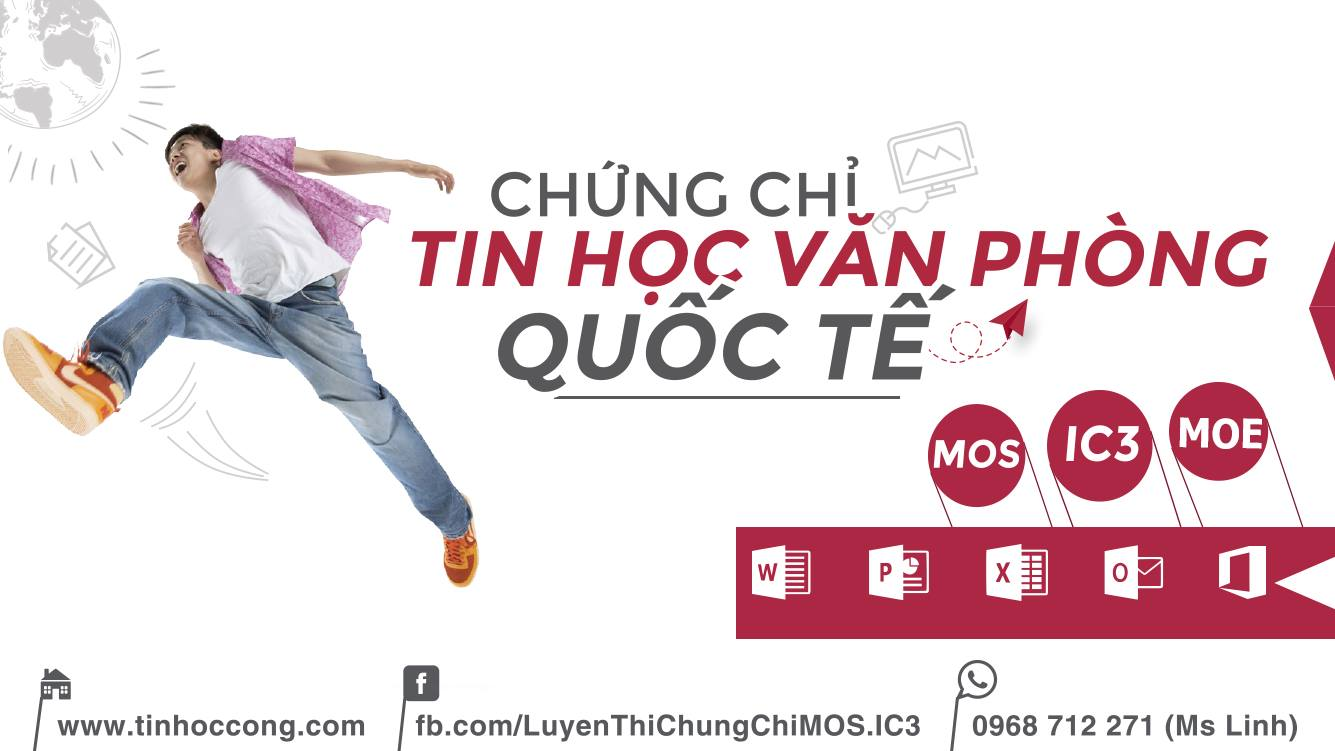 CHỨNG CHỈ
TIN HỌC VĂN PHÒNG
QUỐC TẾ
MOS
IC3
MOE
W
P
X
O
f
www.tinhoccong.com
fb.com/LuyenThiChungChiMOS.IC3
0968 712 271 (Ms Linh)